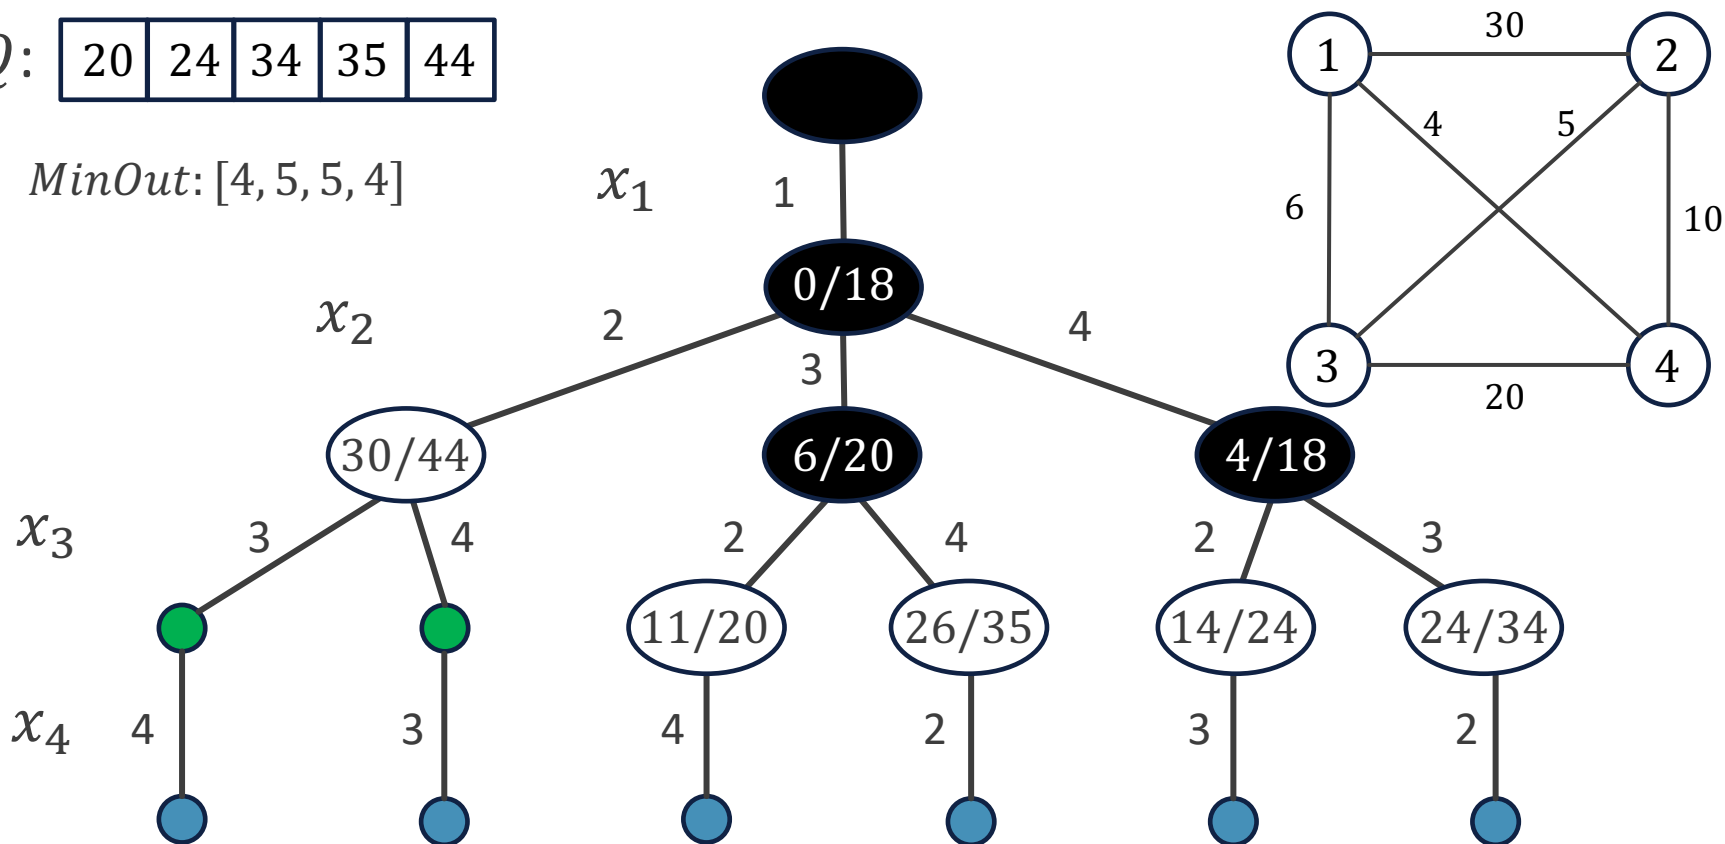 Q: 20 24 34 35 44
MinOut: [4, 5, 5, 4]
1 30 2
4 5
6 10
3 20 4
x₁ 1
0/18
x₂ 2 3 4
30/44 6/20 4/18
x₃ 3 4 2 4 2 3
11/20 26/35 14/24 24/34
x₄ 4 3 4 2 3 2